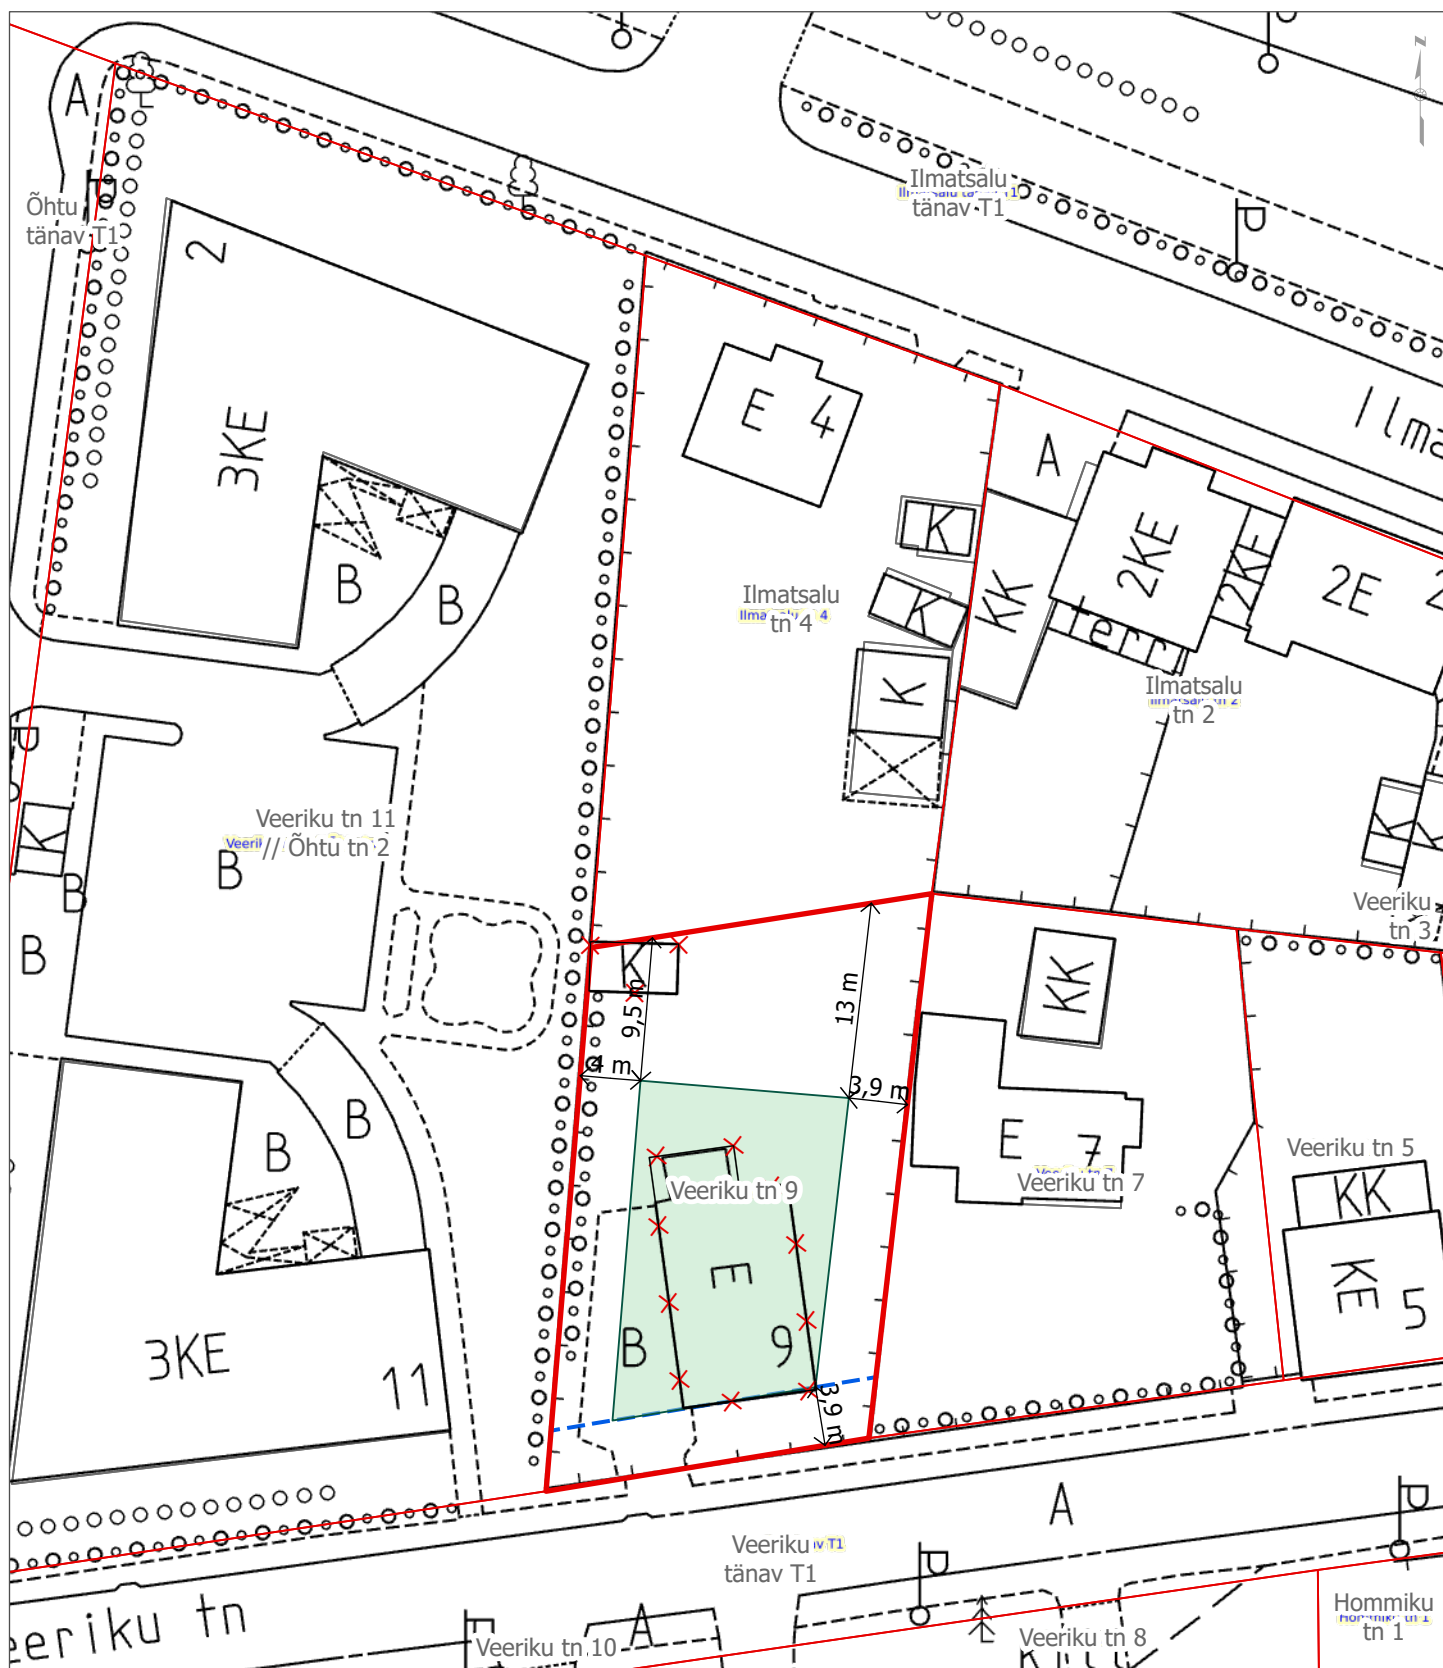 N
A
P
Õhtu
tänav T1
2
Ilmatsalu
tänav T1
P
3KE
E 4
A
K
2KE
2KE
2E
B
B
K
KK
Terr
Ilmatsalu
tn 4
K
Ilmatsalu
tn 2
P
K
K
K
Veeriku tn 11
// Õhtu tn 2
B
B
B
Veeriku
tn 3
K
KK
9,5 m
13 m
4 m
3,9 m
B
B
E 7
Veeriku tn 7
Veeriku tn 5
KK
Veeriku tn 9
E
KE
5
3KE
11
B
9
3,9 m
A
P
Veeriku
tänav T1
P
Veeriku tn 10
A
Veeriku tn 8
Hommiku
tn 1